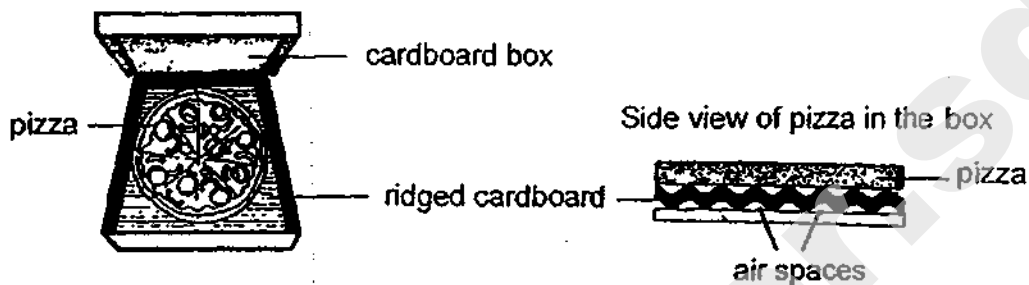 cardboard box
pizza
Side view of pizza in the box
pizza
ridged cardboard
air spaces